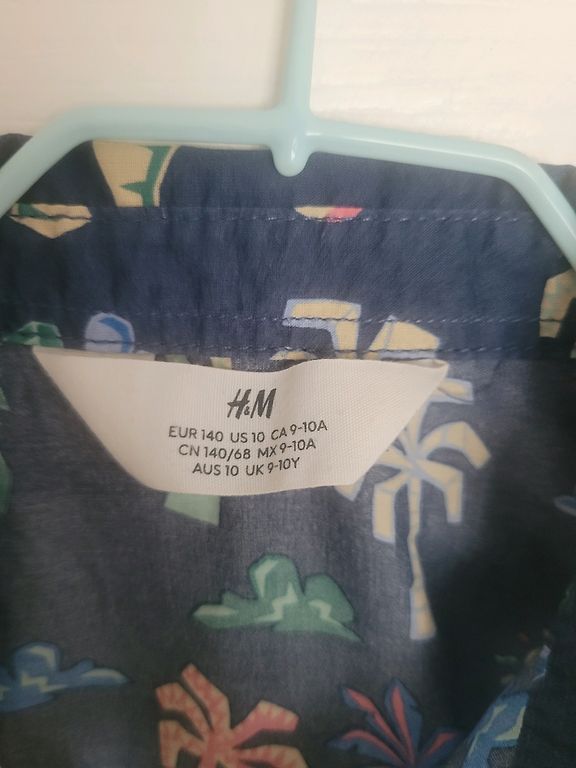 H&M
EUR 140 US 10 CA 9-10A
CN 140/68 MX 9-10A
AUS 10 UK 9-10Y